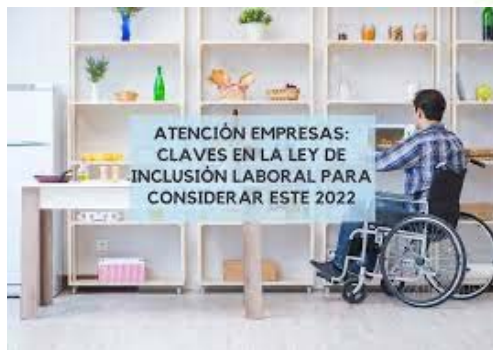 ATENCIÓN EMPRESAS:
CLAVES EN LA LEY DE
INCLUSIÓN LABORAL PARA
CONSIDERAR ESTE 2022